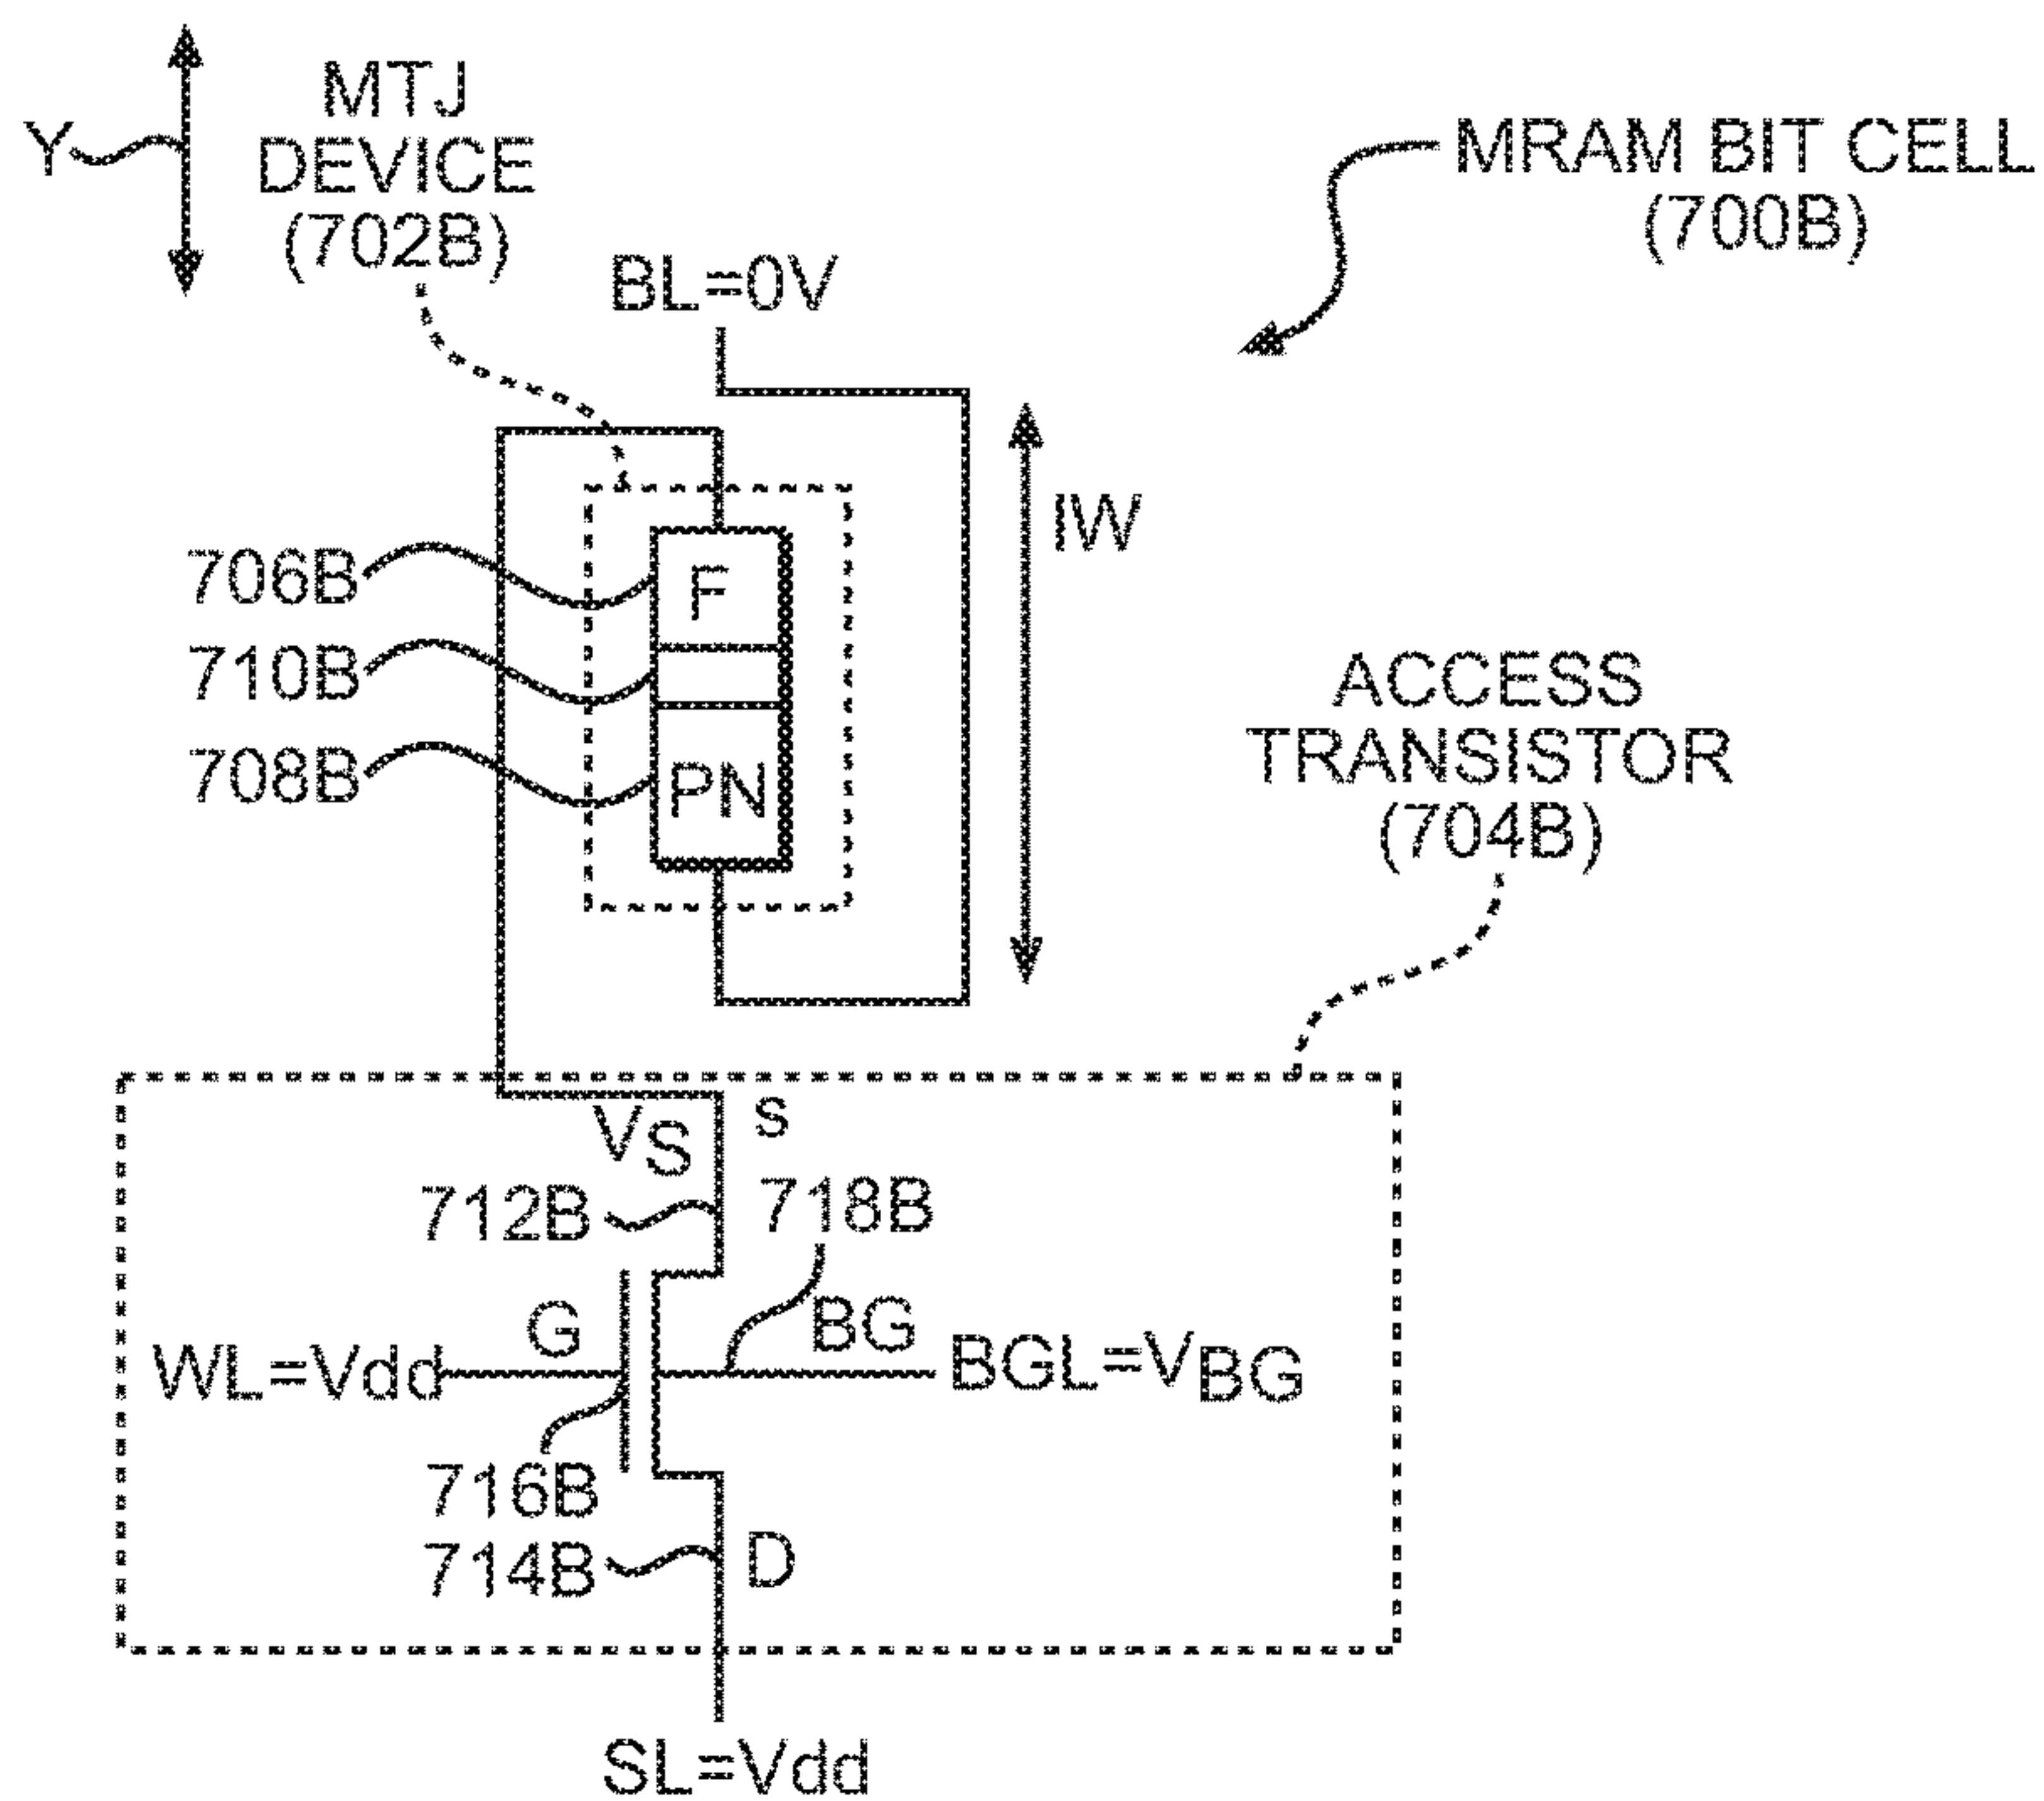 Y
MTJ
DEVICE
(702B)
MRAM BIT CELL
(700B)
BL=0V
IW
706B
F
710B
708B
PN
ACCESS
TRANSISTOR
(704B)
VS
s
712B
718B
G
BG
WL=Vdd
BGL=VBG
716B
714B
D
SL=Vdd